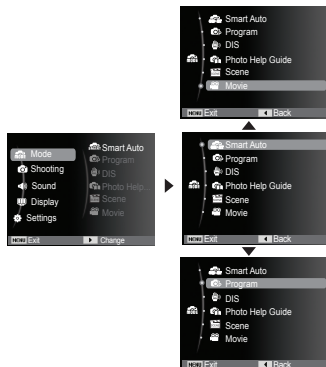 Smart Auto
Program
DIS
Photo Help Guide
Scene
Movie
MENU Exit Back
Mode
Shooting
Sound
Display
Settings
Smart Auto
Program
DIS
Photo Help...
Scene
Movie
MENU Exit Change
Smart Auto
Program
DIS
Photo Help Guide
Scene
Movie
MENU Exit Back
Smart Auto
Program
DIS
Photo Help Guide
Scene
Movie
MENU Exit Back